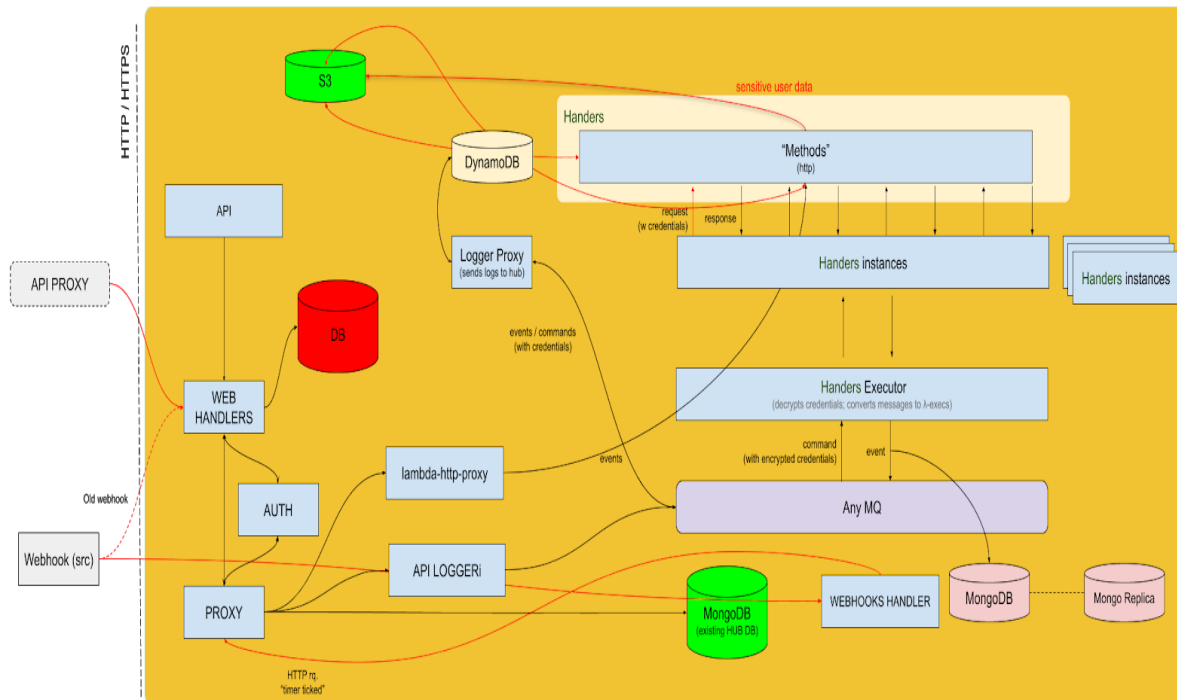 HTTP / HTTPS
S3
sensitive user data
Handers
"Methods"
(http)
DynamoDB
API
request
(w credentials)
response
Logger Proxy
(sends logs to hub)
Handers instances
Handers instances
API PROXY
DB
events / commands
(with credentials)
WEB
HANDLERS
Handers Executor
(decrypts credentials; converts messages to λ-execs)
command
(with encrypted credentials)
event
lambda-http-proxy
events
Old webhook
AUTH
Any MQ
Webhook (src)
API LOGGERi
PROXY
MongoDB
(existing HUB DB)
WEBHOOKS HANDLER
MongoDB
Mongo Replica
HTTP rq.
"timer ticked"